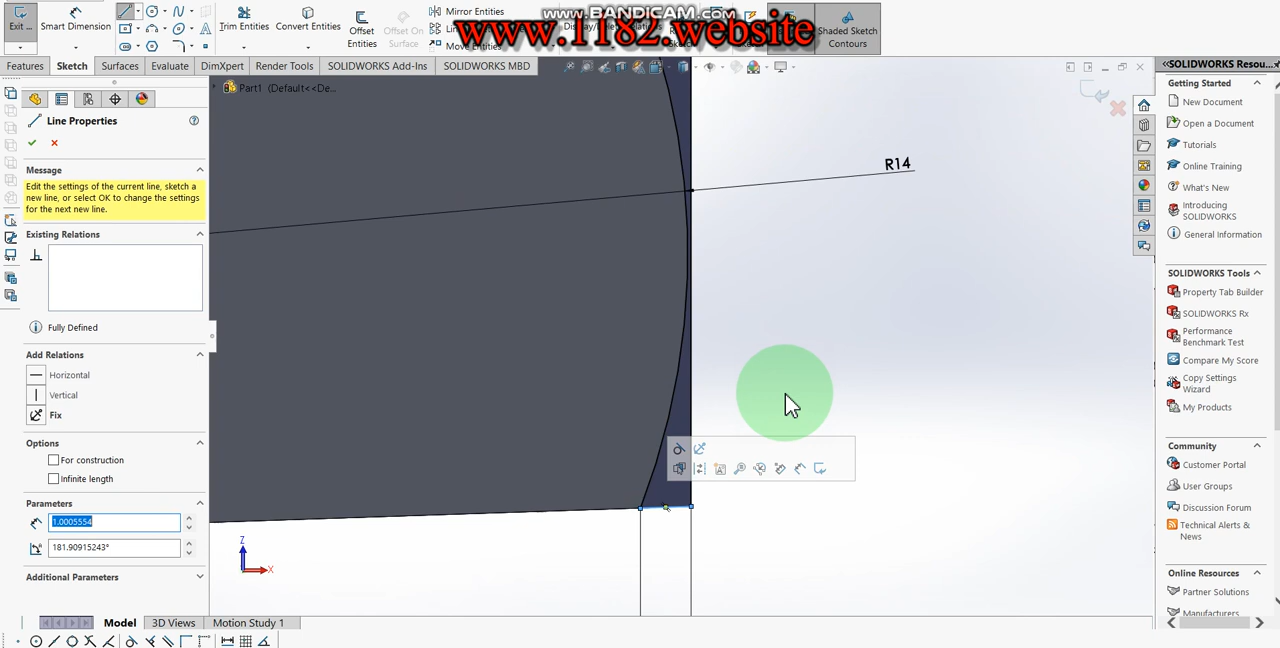 www.BANDICAM.com
www.1182.website
Exit ...
Smart Dimension
Trim Entities
Convert Entities
Offset
Entities
Offset On
Surface
Mirror Entities
Shaded Sketch
Contours
Features
Sketch
Surfaces
Evaluate
DimXpert
Render Tools
SOLIDWORKS Add-Ins
SOLIDWORKS MBD
Part1 (Default<<De...
Line Properties
Message
Edit the settings of the current line, sketch a
new line, or select OK to change the settings
for the next new line.
Existing Relations
Fully Defined
Add Relations
Horizontal
Vertical
Fix
Options
For construction
Infinite length
Parameters
1.0005554
181.90915243°
Additional Parameters
R14
Z
X
Model
3D Views
Motion Study 1
SOLIDWORKS Resou...
Getting Started
New Document
Open a Document
Tutorials
Online Training
What's New
Introducing
SOLIDWORKS
General Information
SOLIDWORKS Tools
Property Tab Builder
SOLIDWORKS Rx
Performance
Benchmark Test
Compare My Score
Copy Settings
Wizard
My Products
Community
Customer Portal
User Groups
Discussion Forum
Technical Alerts &
News
Online Resources
Partner Solutions